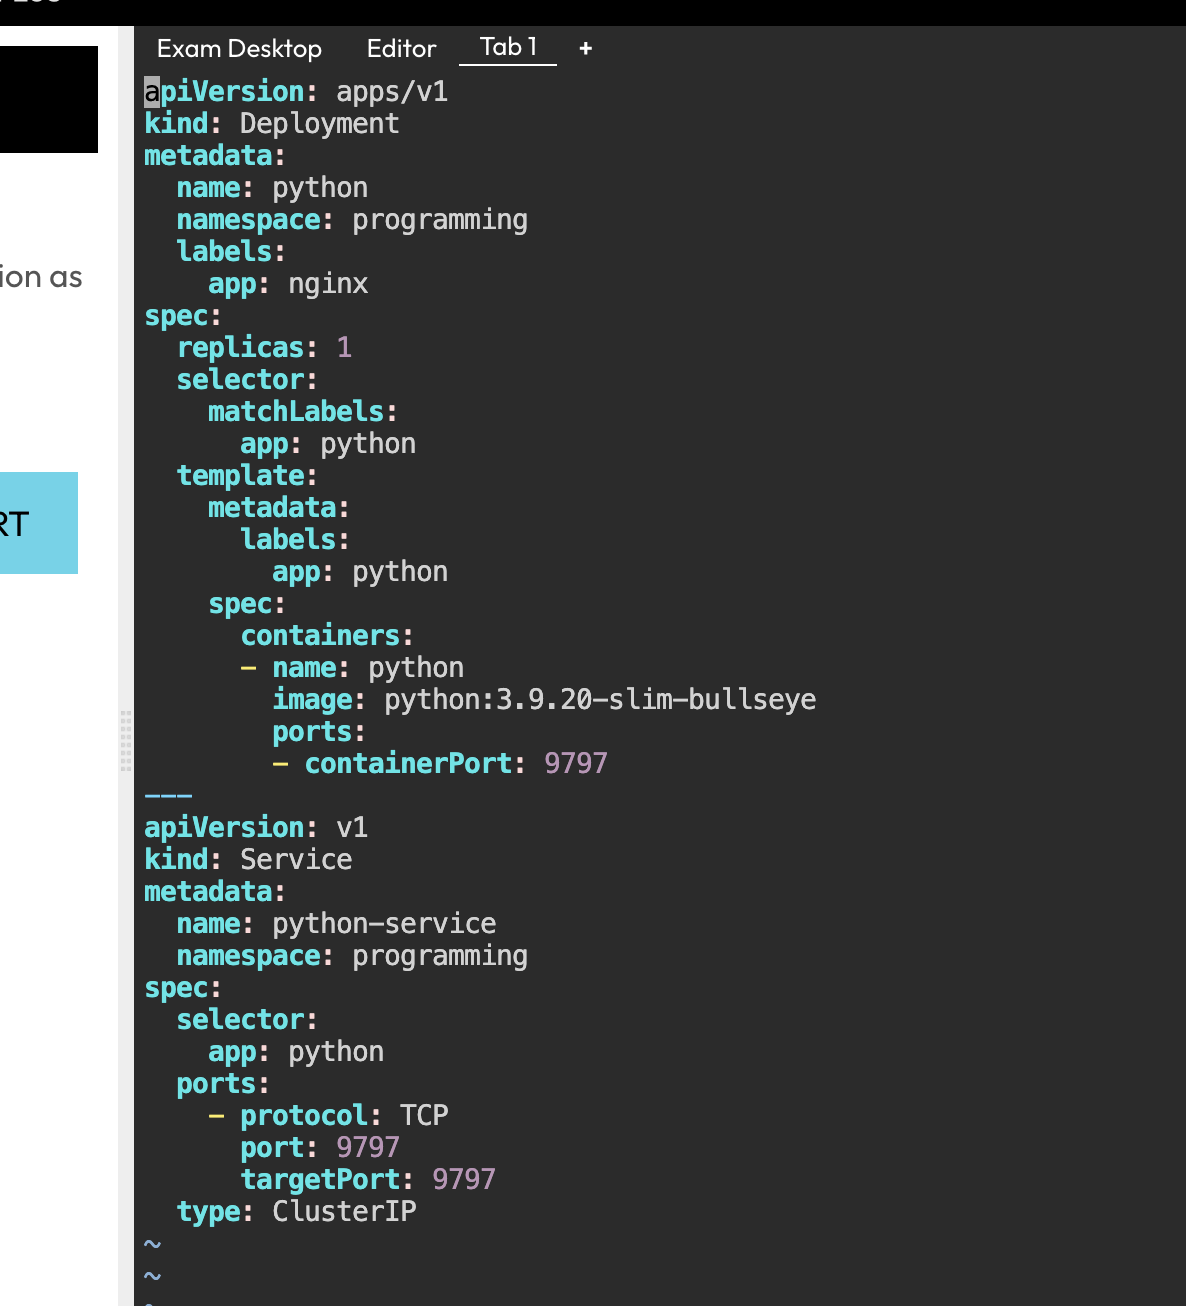 ion as
RT
Exam Desktop Editor Tab 1 +
apiVersion: apps/v1
kind: Deployment
metadata:
  name: python
  namespace: programming
  labels:
    app: nginx
spec:
  replicas: 1
  selector:
    matchLabels:
      app: python
  template:
    metadata:
      labels:
        app: python
    spec:
      containers:
      - name: python
        image: python:3.9.20-slim-bullseye
        ports:
        - containerPort: 9797
---
apiVersion: v1
kind: Service
metadata:
  name: python-service
  namespace: programming
spec:
  selector:
    app: python
  ports:
    - protocol: TCP
      port: 9797
      targetPort: 9797
  type: ClusterIP
~
~